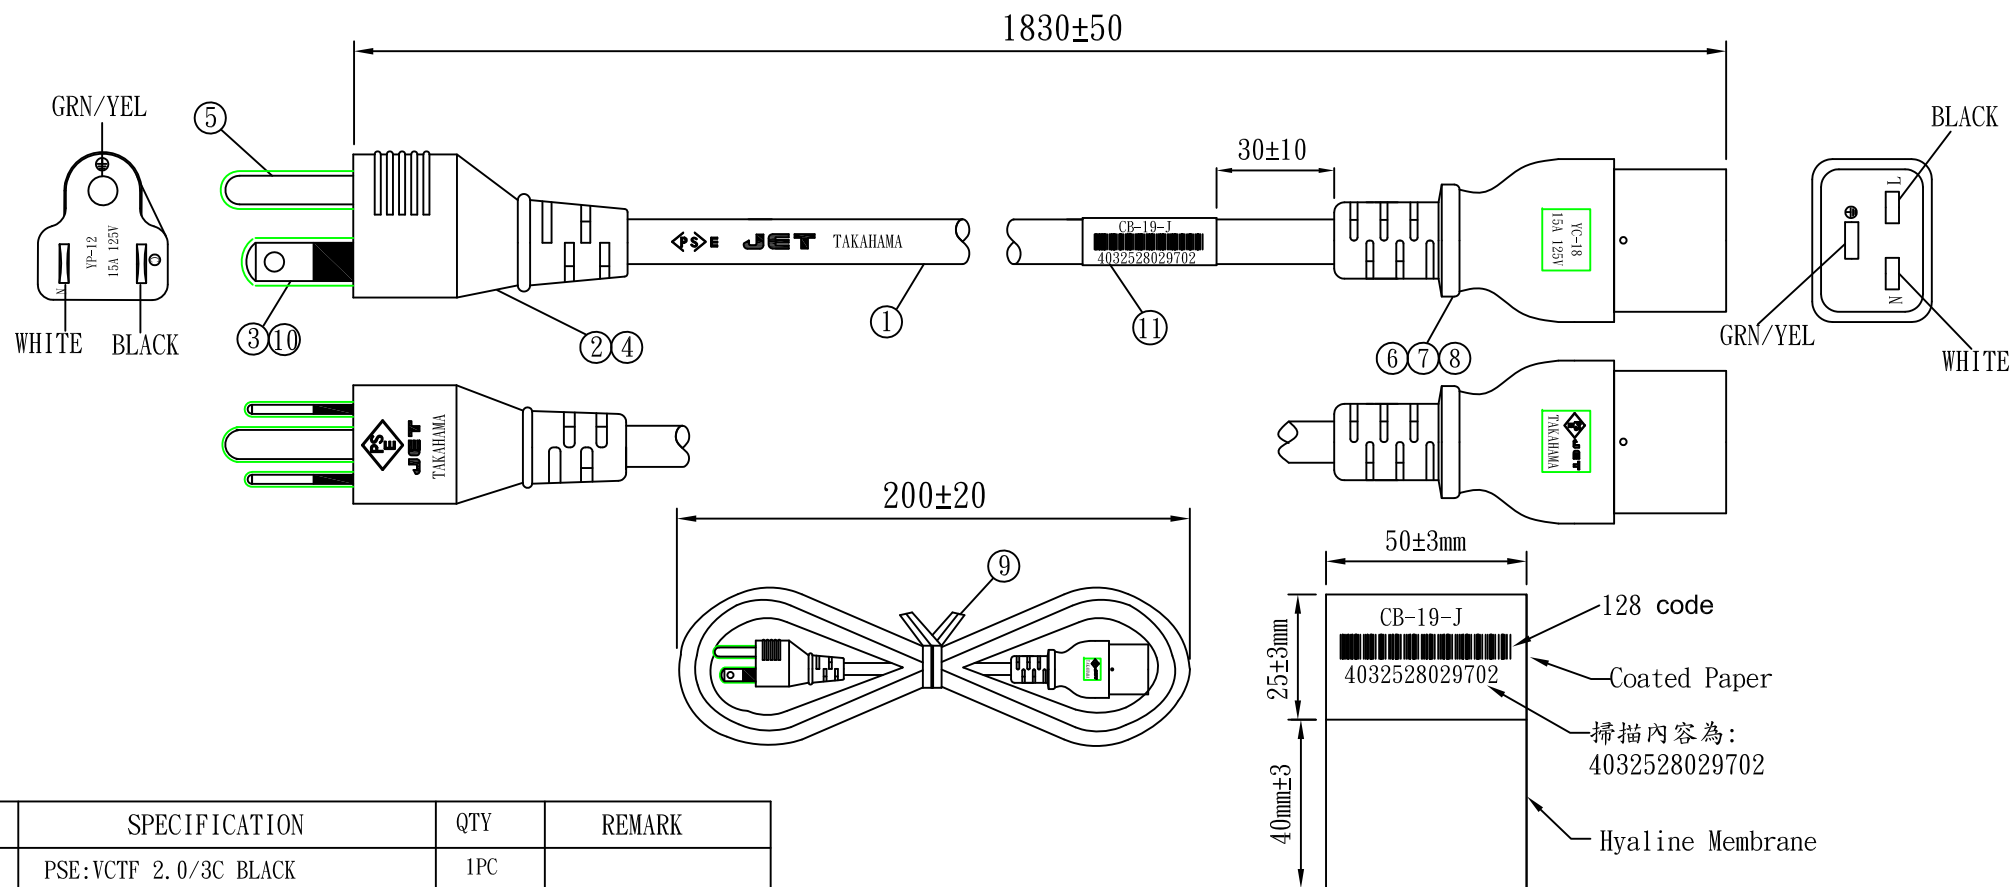 1830±50
GRN/YEL
5
YP-12
15A 125V
N
WHITE
BLACK
3 10
2 4
PSE JET TAKAHAMA
1
CB-19-J
4032528029702
11
30±10
YC-18
15A 125V
6 7 8
BLACK
L
N
GRN/YEL
WHITE
PSE
JET
TAKAHAMA
PSE JET
TAKAHAMA
200±20
9
50±3mm
25±3mm
40mm±3
CB-19-J
4032528029702
128 code
Coated Paper
掃描內容為:
4032528029702
Hyaline Membrane
SPECIFICATION QTY REMARK
PSE:VCTF 2.0/3C BLACK 1PC